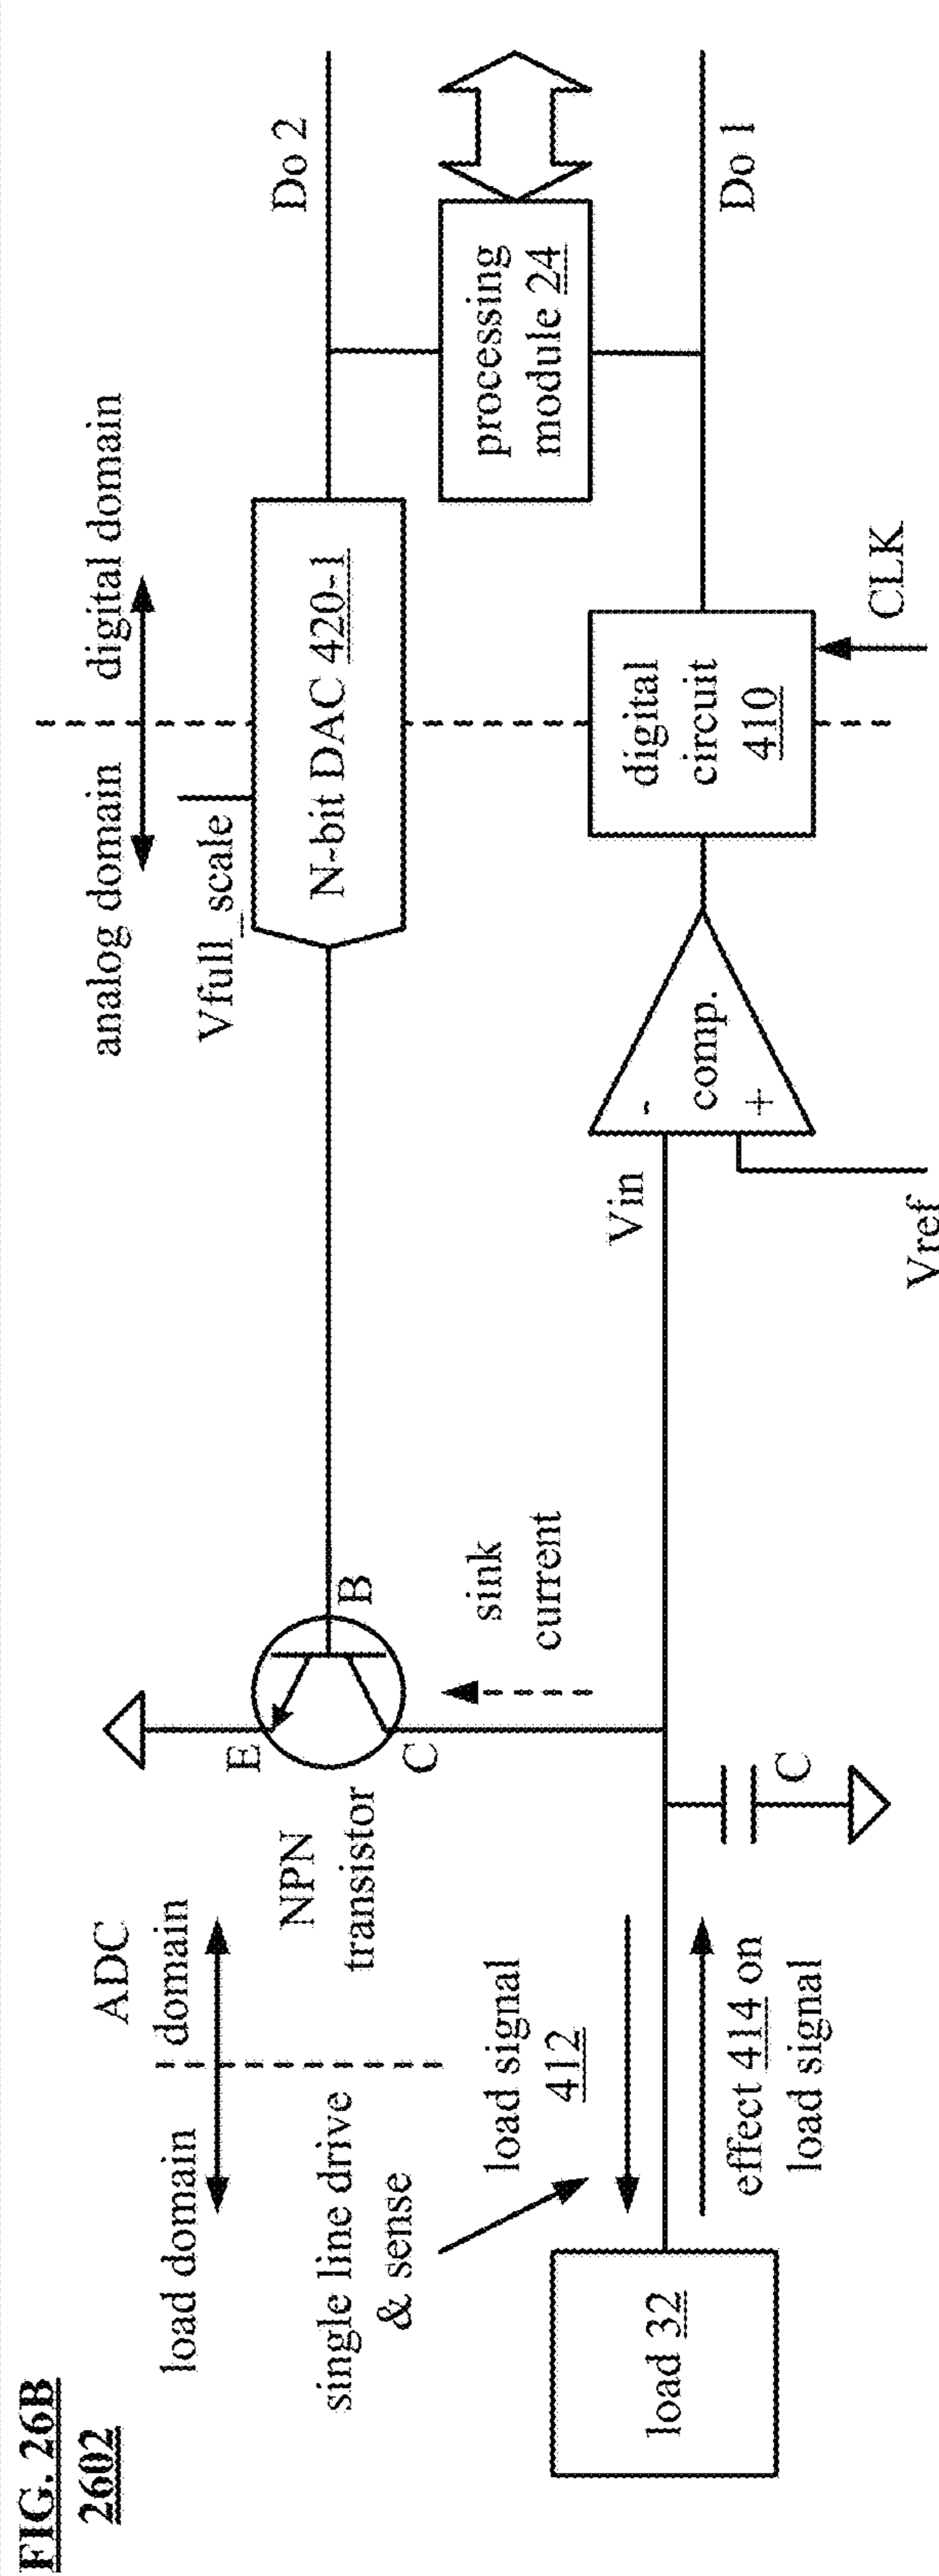 FIG. 26B
2602
load domain
ADC
domain
analog domain
digital domain
single line drive
& sense
NPN
transistor
E
B
C
Vfull_scale
N-bit DAC 420-1
Do 2
load signal
412
sink
current
processing
module 24
load 32
effect 414 on
load signal
C
Vin
Vref
-
comp.
+
digital
circuit
410
CLK
Do 1